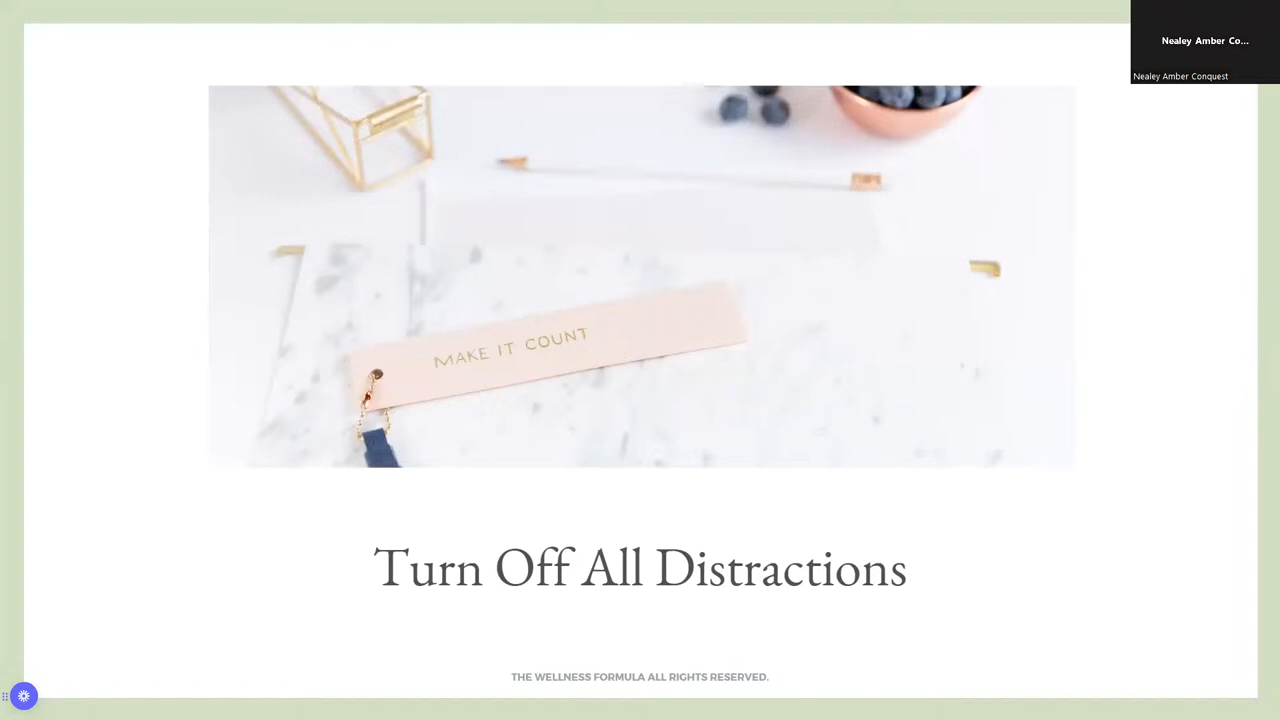 Nealey Amber Co...
Nealey Amber Conquest
MAKE IT COUNT
Turn Off All Distractions
THE WELLNESS FORMULA ALL RIGHTS RESERVED.